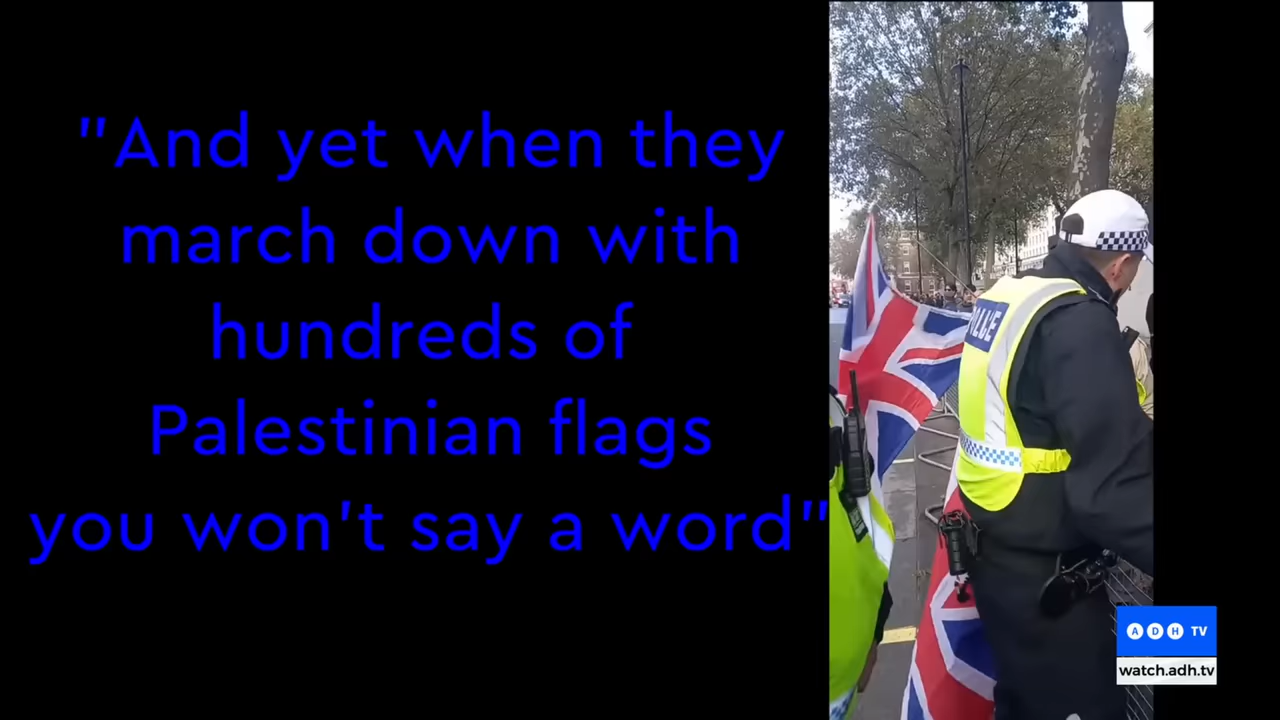 "And yet when they
march down with
hundreds of
Palestinian flags
you won't say a word"
ADH TV
watch.adh.tv